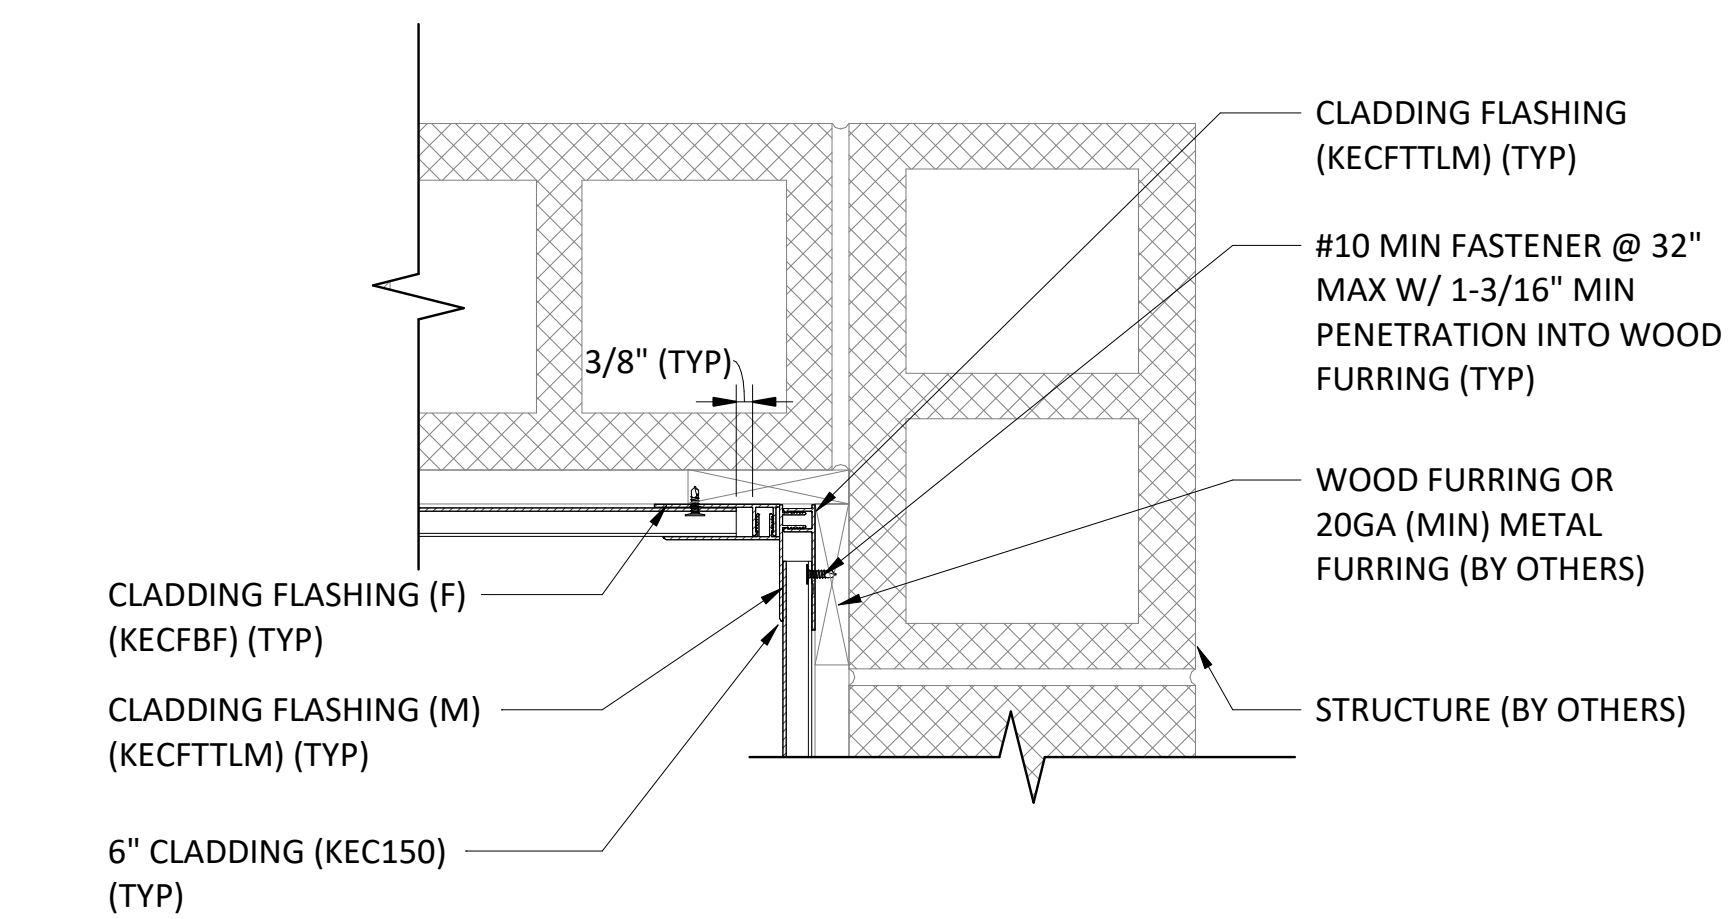 CLADDING FLASHING
(KECFTTLM) (TYP)
#10 MIN FASTENER @ 32"
MAX W/ 1-3/16" MIN
PENETRATION INTO WOOD
FURRING (TYP)
3/8" (TYP)
WOOD FURRING OR
20GA (MIN) METAL
FURRING (BY OTHERS)
CLADDING FLASHING (F)
(KECFBF) (TYP)
CLADDING FLASHING (M)
(KECFTTLM) (TYP)
STRUCTURE (BY OTHERS)
6" CLADDING (KEC150)
(TYP)